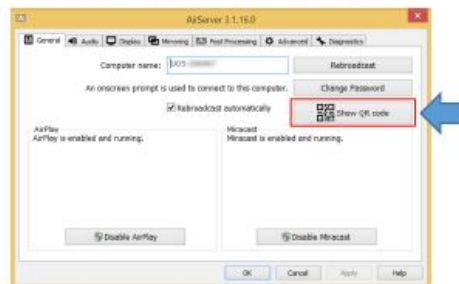 AirServer 3.1.16.0
General Audio Display Mirroring Post Processing Advanced Diagnostics
Computer name: UOS- Rebroadcast
An onscreen prompt is used to connect to this computer. Change Password
Rebroadcast automatically Show QR code
AirPlay Miracast
AirPlay is enabled and running. Miracast is enabled and running.
Disable AirPlay Disable Miracast
OK Cancel Apply Help